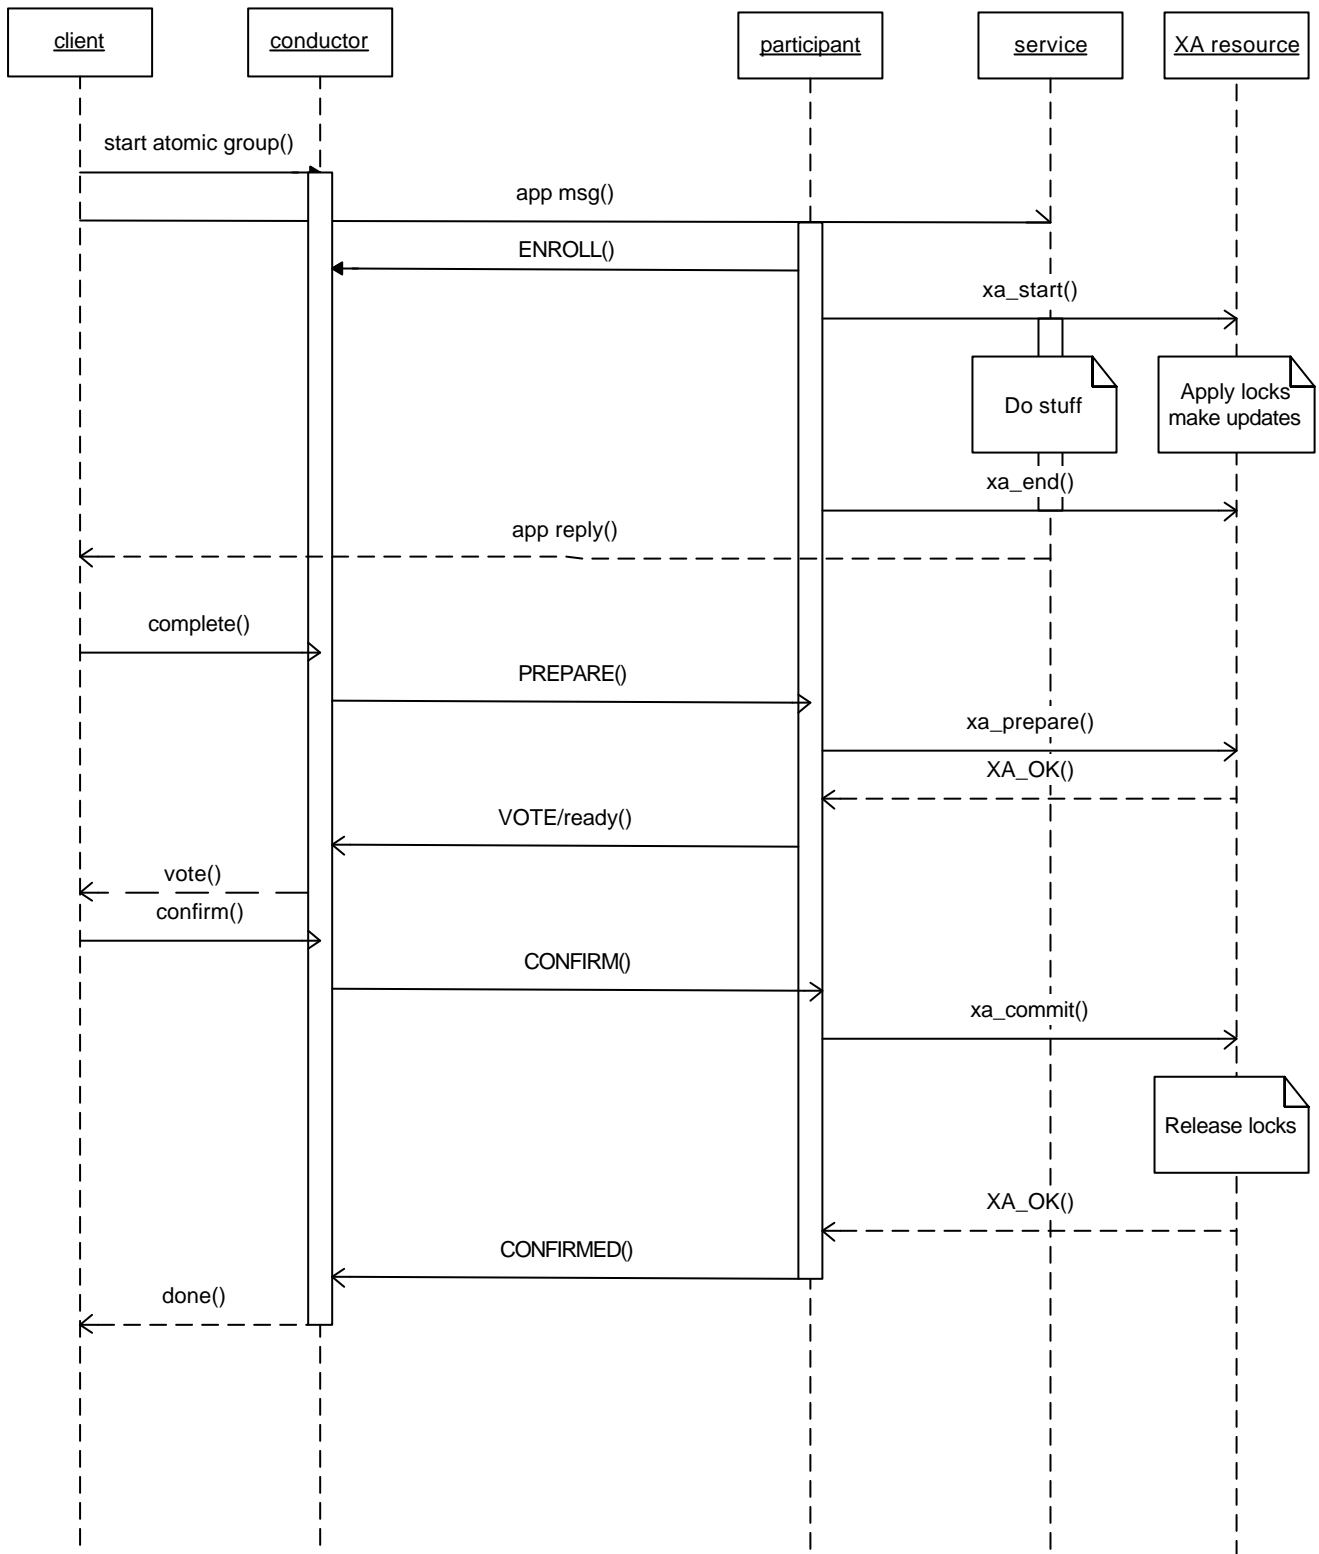 client
conductor
participant
service
XA resource
start atomic group()
app msg()
ENROLL()
xa_start()
Do stuff
Apply locks
make updates
xa_end()
app reply()
complete()
PREPARE()
xa_prepare()
XA_OK()
VOTE/ready()
vote()
confirm()
CONFIRM()
xa_commit()
Release locks
XA_OK()
CONFIRMED()
done()